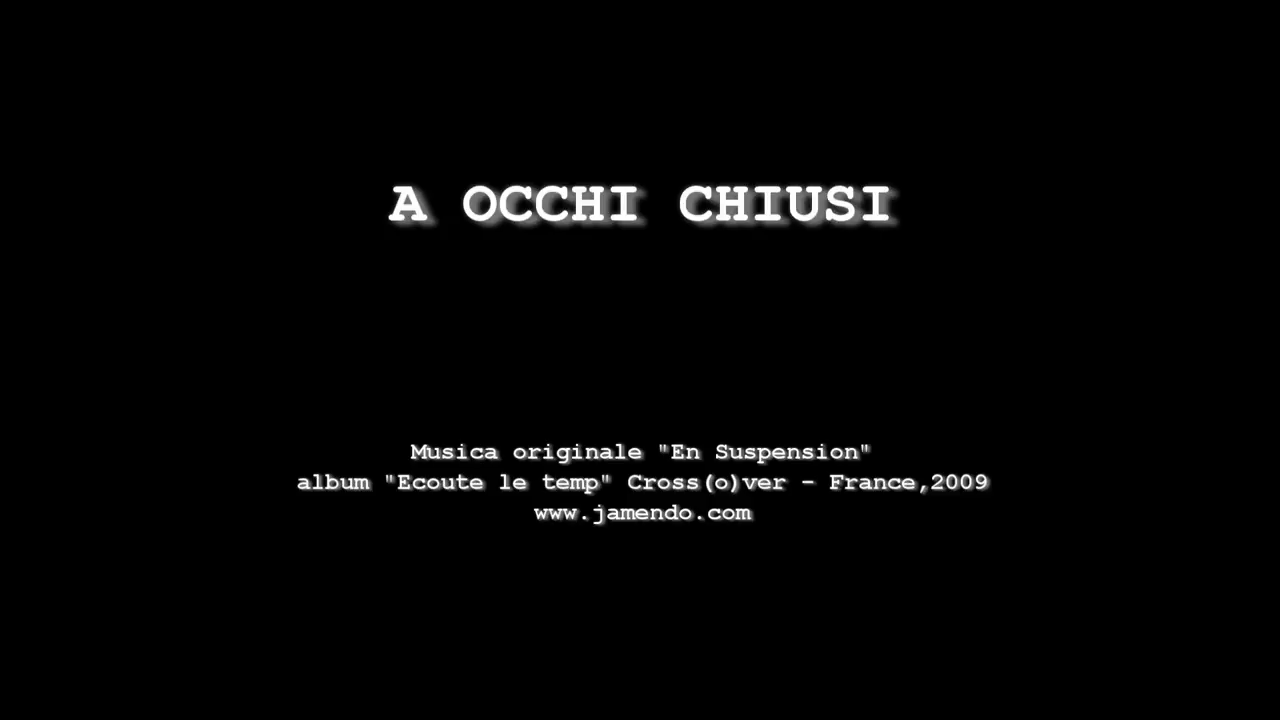 A OCCHI CHIUSI
Musica originale "En Suspension"
album "Ecoute le temp" Cross(o)ver - France,2009
www.jamendo.com